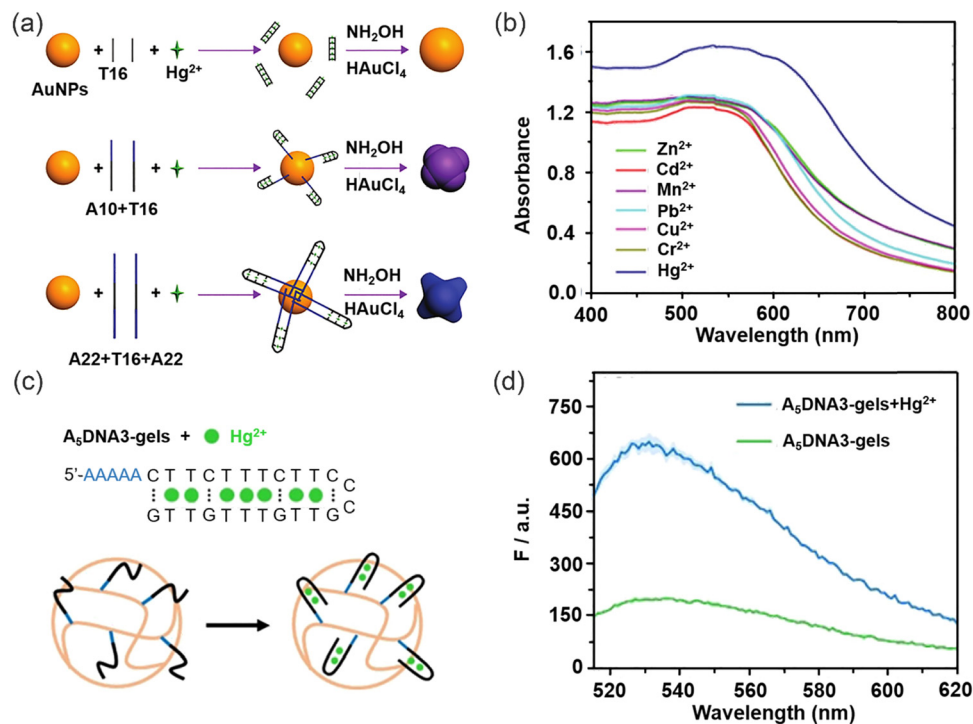 (a)
AuNPs + T16 + Hg²⁺
NH₂OH
HAuCl₄
+ A10+T16 +
NH₂OH
HAuCl₄
+ A22+T16+A22 +
NH₂OH
HAuCl₄
(b)
Absorbance
1.6
1.2
0.8
0.4
0.0
Zn²⁺
Cd²⁺
Mn²⁺
Pb²⁺
Cu²⁺
Cr²⁺
Hg²⁺
400 500 600 700 800
Wavelength (nm)
(c)
A₅DNA3-gels + Hg²⁺
5'-AAAAA C T T C T T T C T T C C
C
G T T G T T T G T T G C
(d)
F / a.u.
750
600
450
300
150
0
A₅DNA3-gels+Hg²⁺
A₅DNA3-gels
520 540 560 580 600 620
Wavelength (nm)